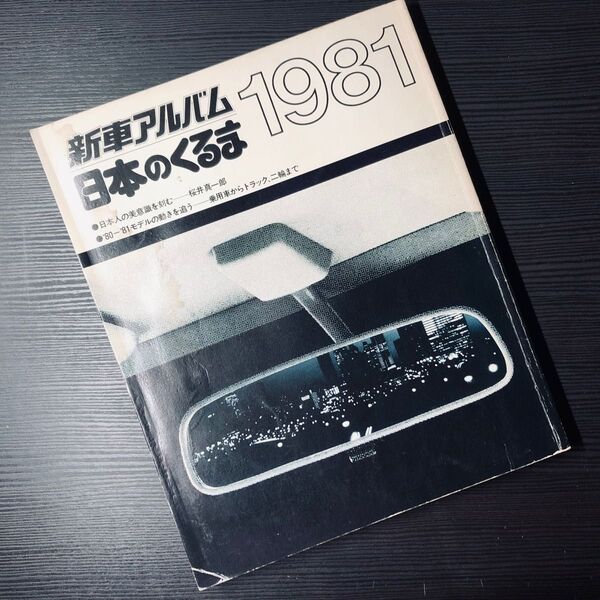 新車アルバム
日本のくるま
1981
●日本人の美意識を刻む——桜井真一郎
●'80–'81モデルの動きを追う——乗用車からトラック、二輪まで